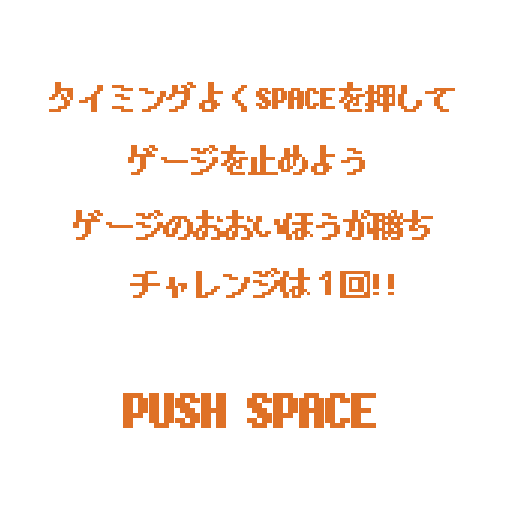 タイミングよくSPACEを押して
ゲージを止めよう
ゲージのおおいほうが勝ち
チャレンジは1回!!
PUSH SPACE